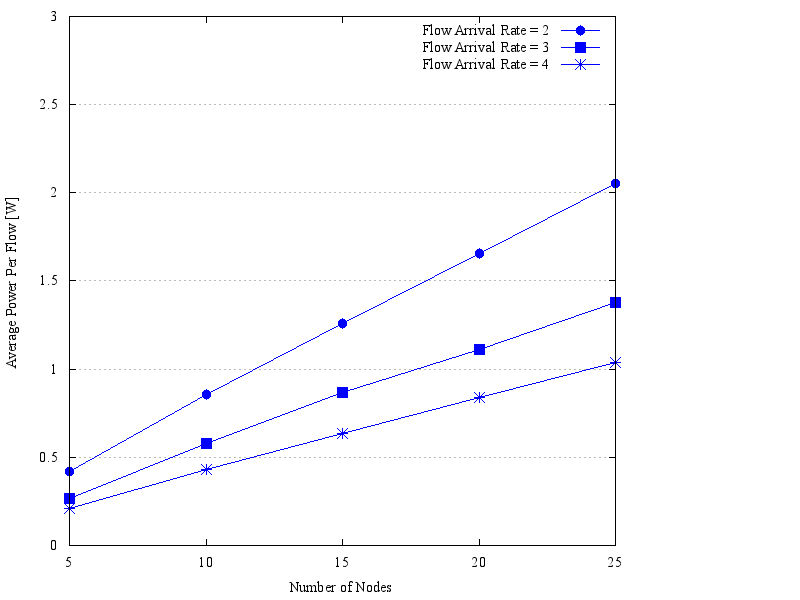 Flow Arrival Rate = 2
Flow Arrival Rate = 3
Flow Arrival Rate = 4
3
2.5
2
1.5
1
0.5
0
Average Power Per Flow [W]
5 10 15 20 25
Number of Nodes